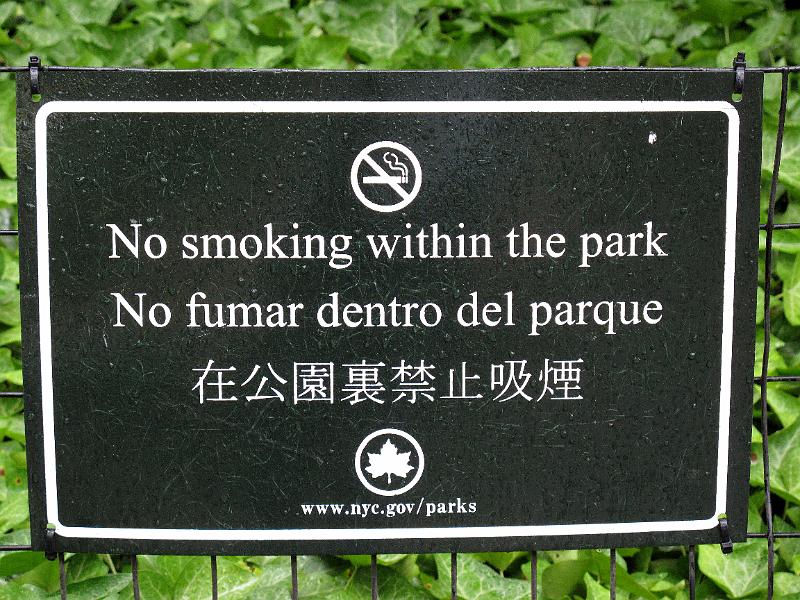 No smoking within the park
No fumar dentro del parque
在公園裏禁止吸煙
www.nyc.gov/parks